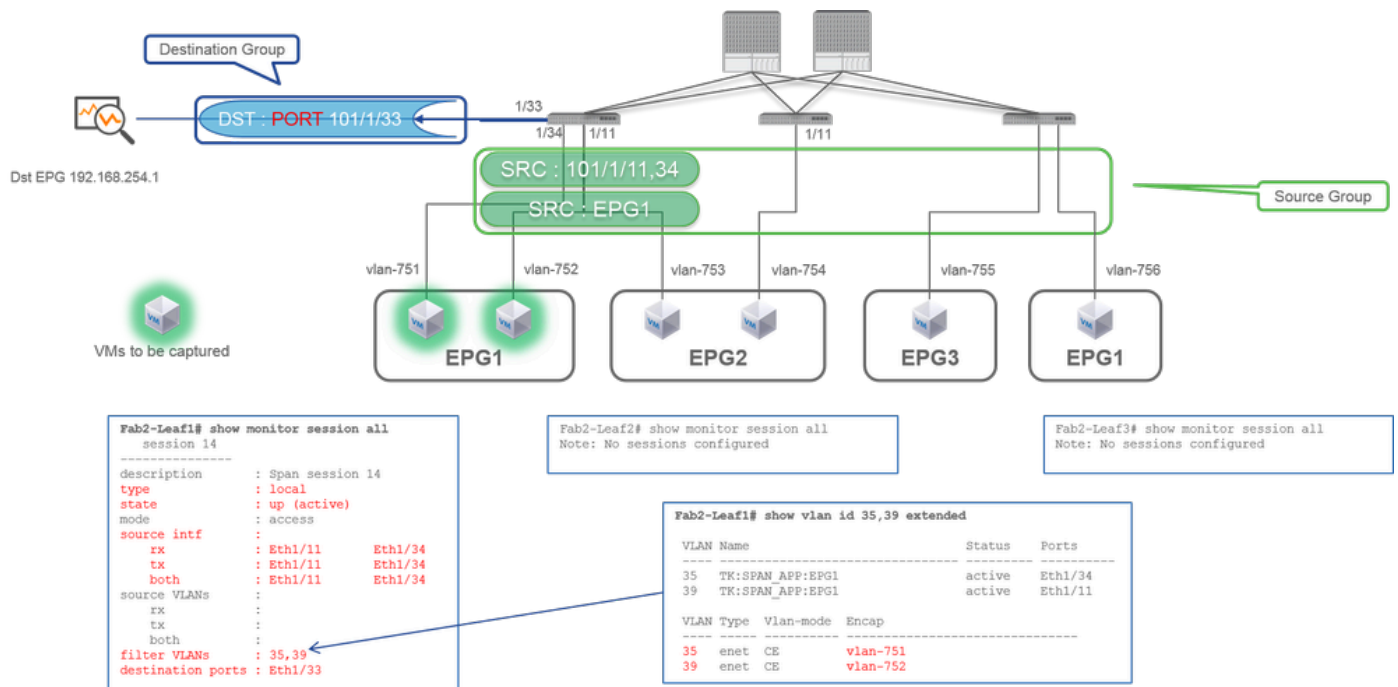 Destination Group
DST : PORT 101/1/33
1/33
1/34
1/11
1/11
Dst EPG 192.168.254.1
SRC : 101/1/11,34
SRC : EPG1
Source Group
vlan-751
vlan-752
vlan-753
vlan-754
vlan-755
vlan-756
VM
VM
VM
VM
VM
VM
VM
VMs to be captured
EPG1
EPG2
EPG3
EPG1
Fab2-Leaf1# show monitor session all
session 14
---------------
description : Span session 14
type : local
state : up (active)
mode : access
source intf :
rx : Eth1/11 Eth1/34
tx : Eth1/11 Eth1/34
both : Eth1/11 Eth1/34
source VLANs :
rx :
tx :
both :
filter VLANs : 35,39
destination ports : Eth1/33
Fab2-Leaf2# show monitor session all
Note: No sessions configured
Fab2-Leaf3# show monitor session all
Note: No sessions configured
Fab2-Leaf1# show vlan id 35,39 extended
VLAN Name Status Ports
---- -------------------------------- --------- ----------
35 TK:SPAN_APP:EPG1 active Eth1/34
39 TK:SPAN_APP:EPG1 active Eth1/11
VLAN Type Vlan-mode Encap
---- ----- ---------- -------------------------------
35 enet CE vlan-751
39 enet CE vlan-752